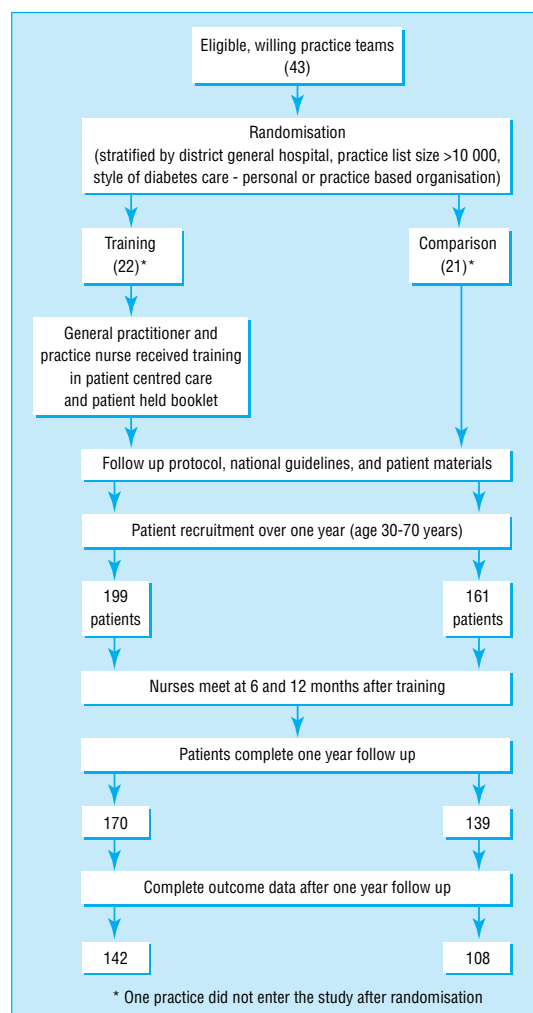 Eligible, willing practice teams
(43)
Randomisation
(stratified by district general hospital, practice list size >10 000,
style of diabetes care - personal or practice based organisation)
Training
(22)*
Comparison
(21)*
General practitioner and
practice nurse received training
in patient centred care
and patient held booklet
Follow up protocol, national guidelines, and patient materials
Patient recruitment over one year (age 30-70 years)
199
patients
161
patients
Nurses meet at 6 and 12 months after training
Patients complete one year follow up
170
139
Complete outcome data after one year follow up
142
108
* One practice did not enter the study after randomisation